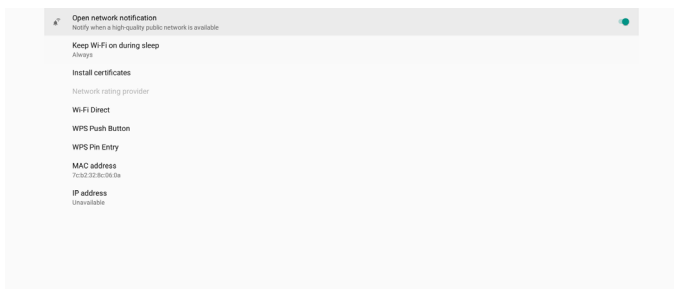 Open network notification
Notify when a high-quality public network is available
Keep Wi-Fi on during sleep
Always
Install certificates
Network rating provider
Wi-Fi Direct
WPS Push Button
WPS Pin Entry
MAC address
7c:b2:32:8c:06:0a
IP address
Unavailable